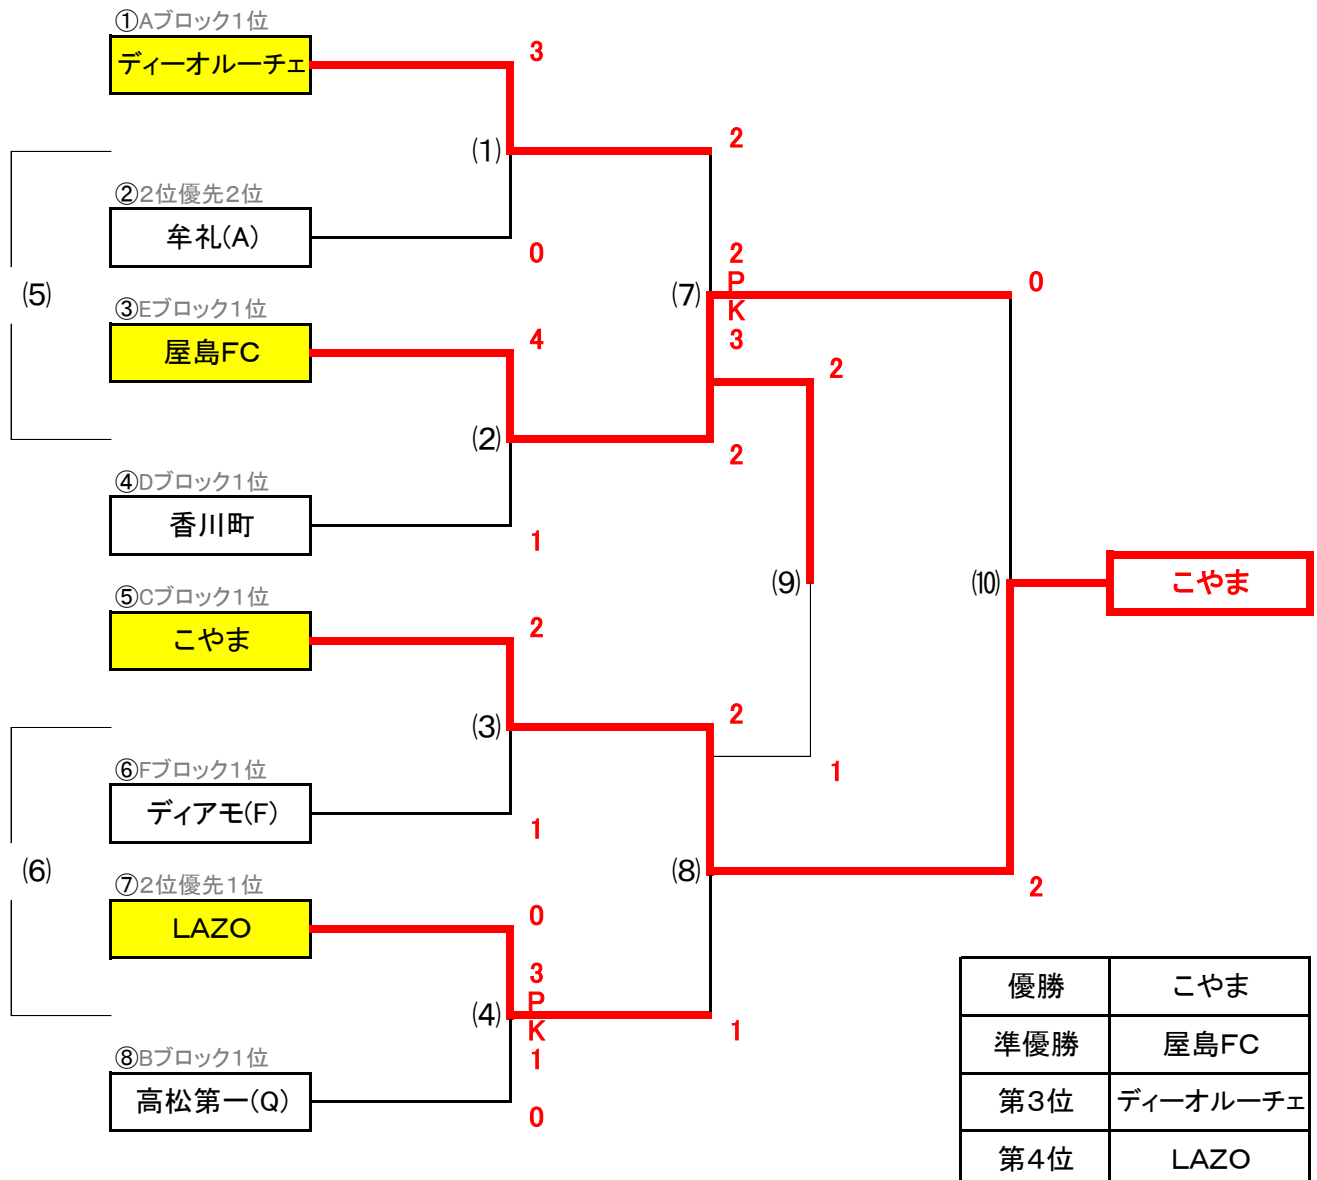 ①Aブロック1位
ディーオルーチェ
3
(1)
2
②2位優先2位
牟礼(A)
0
(5)
③Eブロック1位
屋島FC
4
(7)
2
P
K
3
0
2
(2)
2
④Dブロック1位
香川町
1
(9)
(10)
こやま
⑤Cブロック1位
こやま
2
(3)
2
⑥Fブロック1位
ディアモ(F)
1
1
(6)
(8)
2
⑦2位優先1位
LAZO
0
3
P
K
1
(4)
1
⑧Bブロック1位
高松第一(Q)
0
優勝 こやま
準優勝 屋島FC
第3位 ディーオルーチェ
第4位 LAZO